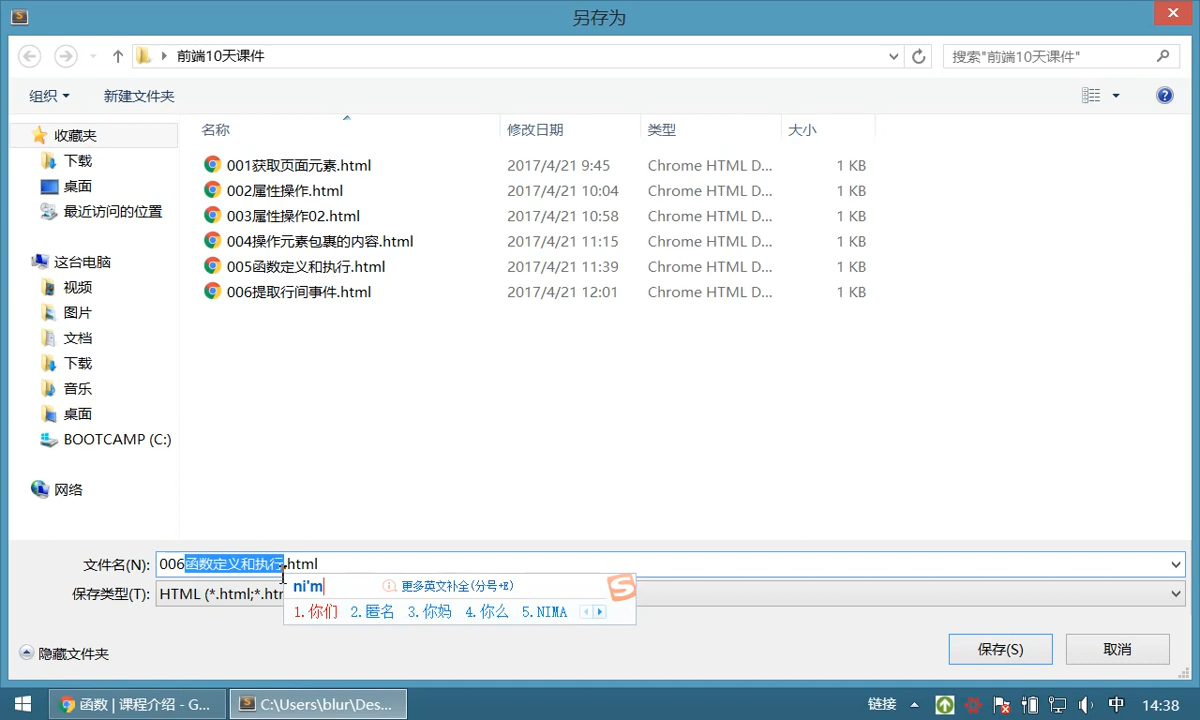 另存为
前端10天课件
搜索"前端10天课件"
组织
新建文件夹
名称 修改日期 类型 大小
收藏夹
下载
桌面
最近访问的位置
这台电脑
视频
图片
文档
下载
音乐
桌面
BOOTCAMP (C:)
网络
001获取页面元素.html 2017/4/21 9:45 Chrome HTML D... 1 KB
002属性操作.html 2017/4/21 10:04 Chrome HTML D... 1 KB
003属性操作02.html 2017/4/21 10:58 Chrome HTML D... 1 KB
004操作元素包裹的内容.html 2017/4/21 11:15 Chrome HTML D... 1 KB
005函数定义和执行.html 2017/4/21 11:39 Chrome HTML D... 1 KB
006提取行间事件.html 2017/4/21 12:01 Chrome HTML D... 1 KB
文件名(N): 006函数定义和执行.html
保存类型(T): HTML (*.html;*.htr
ni'm 更多英文补全(分号+E)
1.你们 2.匿名 3.你妈 4.你么 5.NIMA
隐藏文件夹
保存(S)
取消
函数 | 课程介绍 - G...
C:\Users\blur\Des...
链接
中
14:38